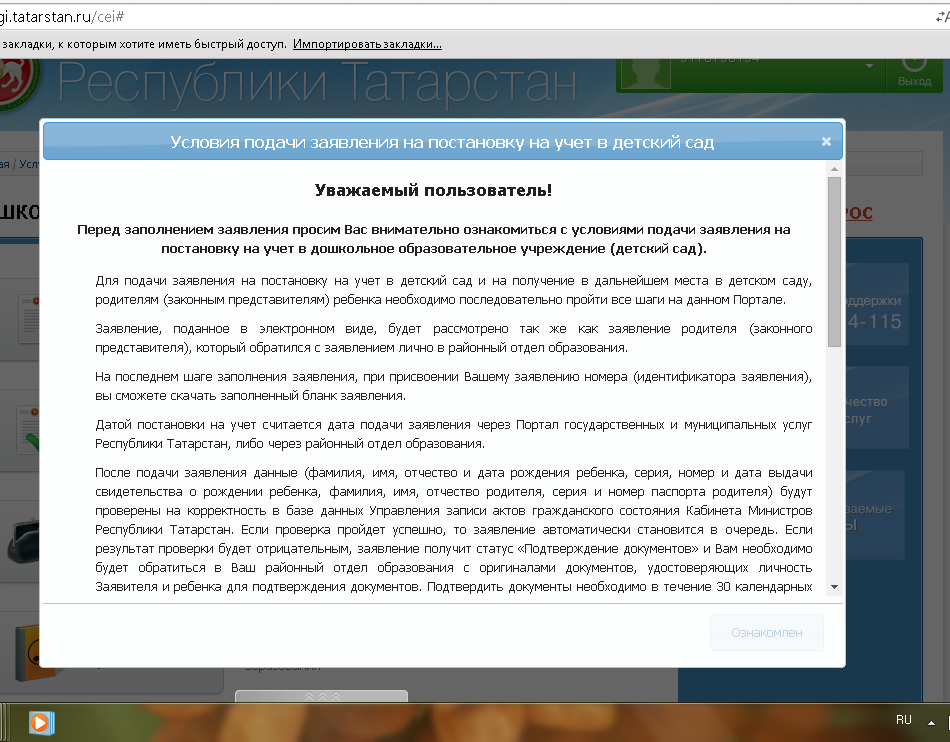 gi.tatarstan.ru/cei#
закладки, к которым хотите иметь быстрый доступ. Импортировать закладки...
Республики Татарстан
Выход
Условия подачи заявления на постановку на учет в детский сад
Уважаемый пользователь!
Перед заполнением заявления просим Вас внимательно ознакомиться с условиями подачи заявления на
постановку на учет в дошкольное образовательное учреждение (детский сад).
Для подачи заявления на постановку на учет в детский сад и на получение в дальнейшем места в детском саду,
родителям (законным представителям) ребенка необходимо последовательно пройти все шаги на данном Портале.
Заявление, поданное в электронном виде, будет рассмотрено так же как заявление родителя (законного
представителя), который обратился с заявлением лично в районный отдел образования.
На последнем шаге заполнения заявления, при присвоении Вашему заявлению номера (идентификатора заявления),
вы сможете скачать заполненный бланк заявления.
Датой постановки на учет считается дата подачи заявления через Портал государственных и муниципальных услуг
Республики Татарстан, либо через районный отдел образования.
После подачи заявления данные (фамилия, имя, отчество и дата рождения ребенка, серия, номер и дата выдачи
свидетельства о рождении ребенка, фамилия, имя, отчество родителя, серия и номер паспорта родителя) будут
проверены на корректность в базе данных Управления записи актов гражданского состояния Кабинета Министров
Республики Татарстан. Если проверка пройдет успешно, то заявление автоматически становится в очередь. Если
результат проверки будет отрицательным, заявление получит статус «Подтверждение документов» и Вам необходимо
будет обратиться в Ваш районный отдел образования с оригиналами документов, удостоверяющих личность
Заявителя и ребенка для подтверждения документов. Подтвердить документы необходимо в течение 30 календарных
Ознакомлен
ая / Усл
ШКО
РОС
оддержки
4-115
чество
слуг
ваемые
Ы
RU